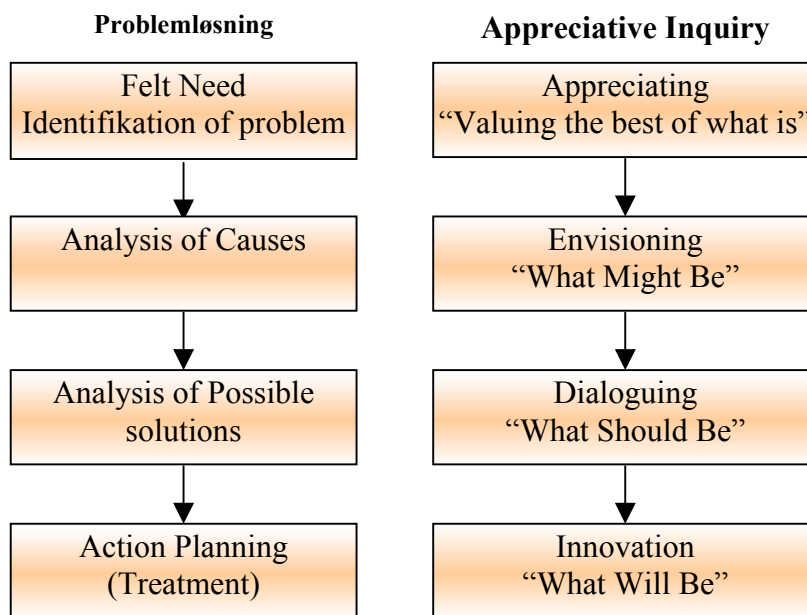 Problemløsning
Felt Need
Identifikation of problem
Analysis of Causes
Analysis of Possible
solutions
Action Planning
(Treatment)
Appreciative Inquiry
Appreciating
“Valuing the best of what is”
Envisioning
“What Might Be”
Dialoguing
“What Should Be”
Innovation
“What Will Be”